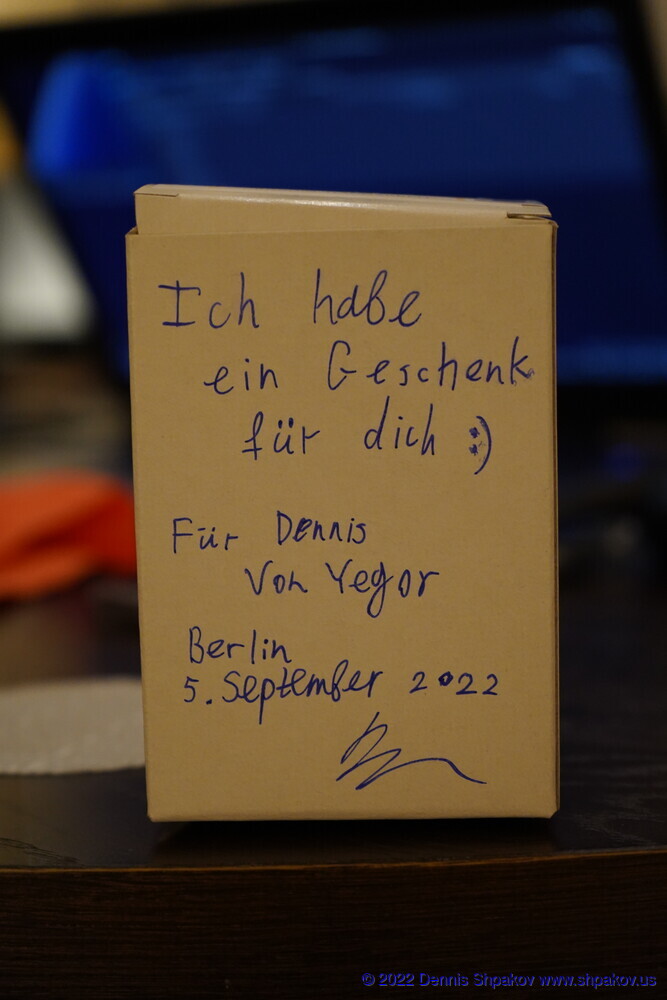 Ich habe
ein Geschenk
für dich :)
Für Dennis
Von Yegor
Berlin
5. September 2022
© 2022 Dennis Shpakov www.shpakov.us